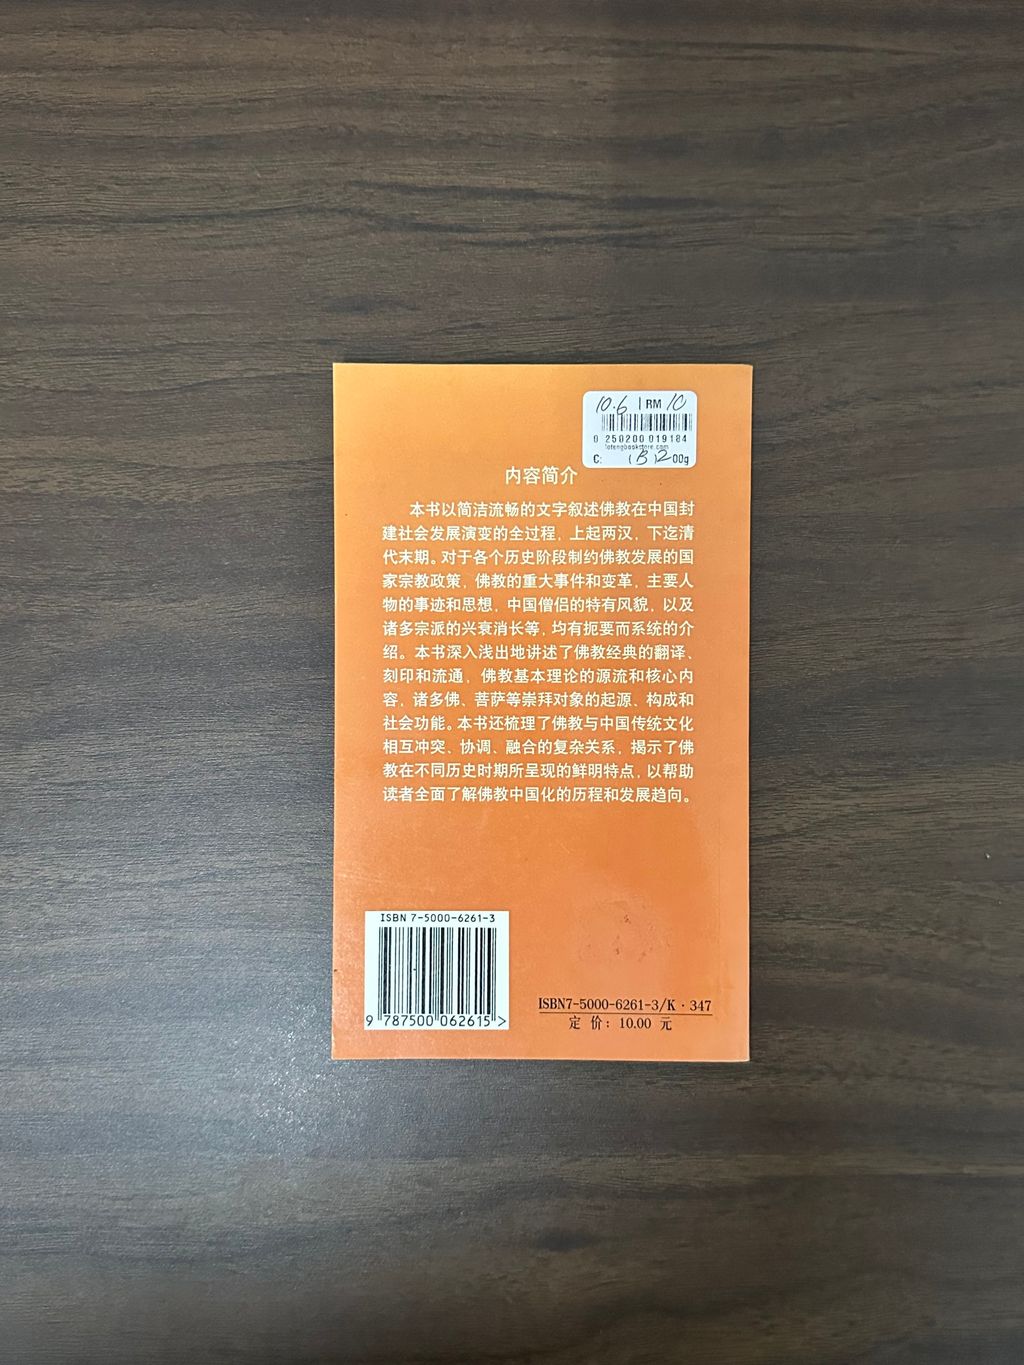 10.6 | RM 10
0 250200 019184
lofengbookstore.com
C: (B)200g
内容简介
本书以简洁流畅的文字叙述佛教在中国封
建社会发展演变的全过程，上起两汉，下迄清
代末期。对于各个历史阶段制约佛教发展的国
家宗教政策，佛教的重大事件和变革，主要人
物的事迹和思想，中国僧侣的特有风貌，以及
诸多宗派的兴衰消长等，均有扼要而系统的介
绍。本书深入浅出地讲述了佛教经典的翻译、
刻印和流通，佛教基本理论的源流和核心内
容，诸多佛、菩萨等崇拜对象的起源、构成和
社会功能。本书还梳理了佛教与中国传统文化
相互冲突、协调、融合的复杂关系，揭示了佛
教在不同历史时期所呈现的鲜明特点，以帮助
读者全面了解佛教中国化的历程和发展趋向。
ISBN 7-5000-6261-3
9 787500 062615 >
ISBN7-5000-6261-3/K·347
定 价：10.00 元